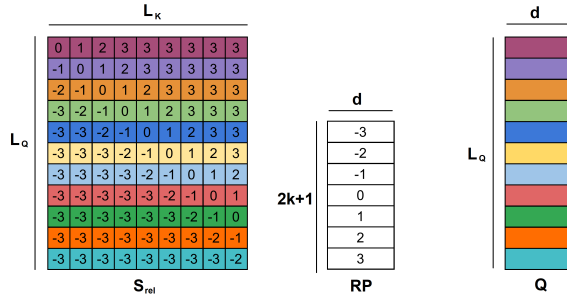 L_K
L_Q
0 1 2 3 3 3 3 3 3
-1 0 1 2 3 3 3 3 3
-2 -1 0 1 2 3 3 3 3
-3 -2 -1 0 1 2 3 3 3
-3 -3 -2 -1 0 1 2 3 3
-3 -3 -3 -2 -1 0 1 2 3
-3 -3 -3 -3 -2 -1 0 1 2
-3 -3 -3 -3 -3 -2 -1 0 1
-3 -3 -3 -3 -3 -3 -2 -1 0
-3 -3 -3 -3 -3 -3 -3 -2 -1
-3 -3 -3 -3 -3 -3 -3 -3 -2
S_rel
d
2k+1
-3
-2
-1
0
1
2
3
RP
d
L_Q
Q